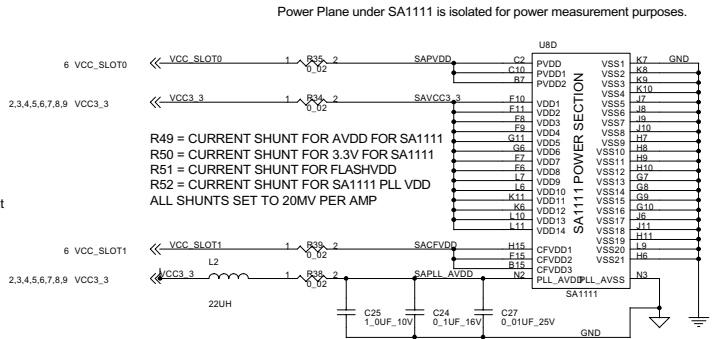 Power Plane under SA1111 is isolated for power measurement purposes.
U8D
6 VCC_SLOT0 VCC_SLOT0 1 R35 2 SAPVDD C2 PVDD VSS1 K7 GND
0_02
C10 PVDD1 VSS2 K8
B7 PVDD2 VSS3 K9
VSS4 K10
2,3,4,5,6,7,8,9 VCC3_3 VCC3_3 1 R34 2 SAVCC3_3 F10 VDD1 VSS5 J7
0_02
F11 VDD2 VSS6 J8
F8 VDD3 VSS7 J9
F9 VDD4 VSS8 J10
G11 VDD5 VSS9 H7
G6 VDD6 VSS10 H8
F7 VDD7 VSS11 H9
F6 VDD8 VSS12 H10
L7 VDD9 VSS13 G7
L6 VDD10 VSS14 G8
K11 VDD11 VSS15 G9
K6 VDD12 VSS16 G10
L10 VDD13 VSS17 J6
L11 VDD14 VSS18 J11
VSS19 H11
SA1111 POWER SECTION
R49 = CURRENT SHUNT FOR AVDD FOR SA1111
R50 = CURRENT SHUNT FOR 3.3V FOR SA1111
R51 = CURRENT SHUNT FOR FLASHVDD
R52 = CURRENT SHUNT FOR SA1111 PLL VDD
ALL SHUNTS SET TO 20MV PER AMP
t
6 VCC_SLOT1 VCC_SLOT1 1 R39 2 SACFVDD H15 CFVDD1 VSS20 L9
0_02
F15 CFVDD2 VSS21 H6
B15 CFVDD3
2,3,4,5,6,7,8,9 VCC3_3 VCC3_3 L2 1 R38 2 SAPLL_AVDD N2 PLL_AVDD PLL_AVSS N3
0_02
22UH
SA1111
C25
1_0UF_10V
C24
0_1UF_16V
C27
0_01UF_25V
GND